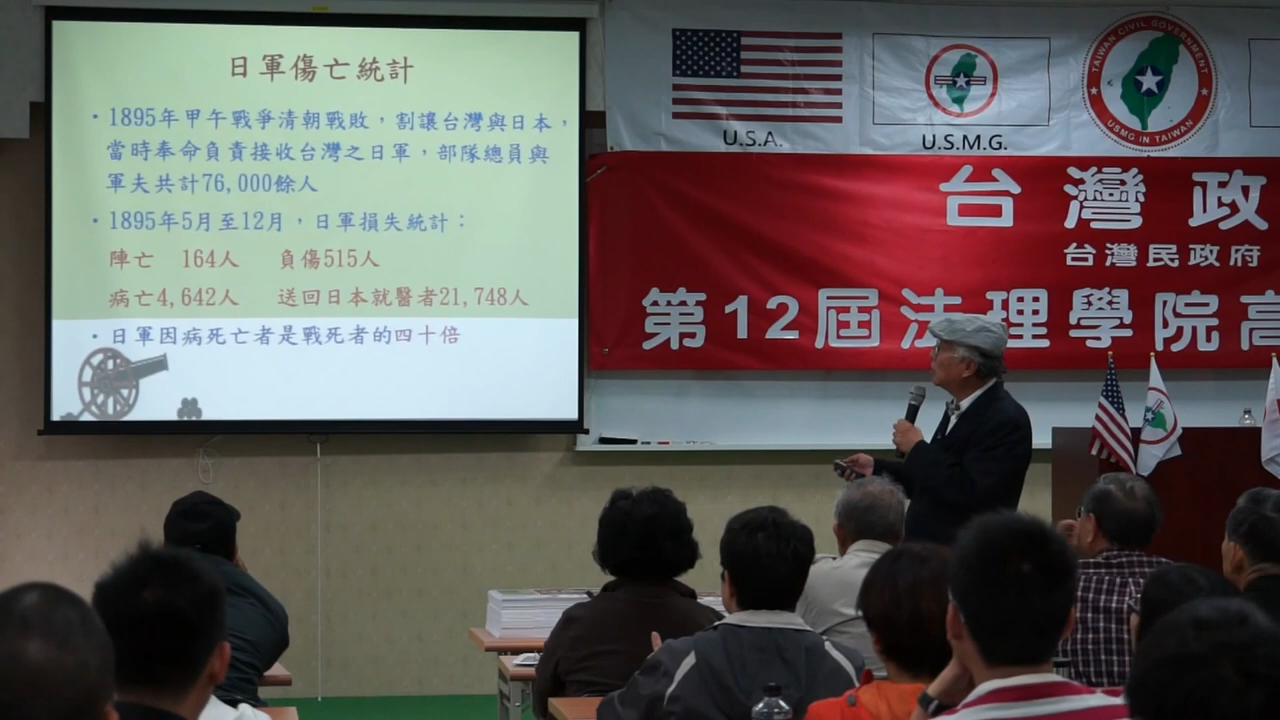 日軍傷亡統計
• 1895年甲午戰爭清朝戰敗，割讓台灣與日本，
當時奉命負責接收台灣之日軍，部隊總員與
軍夫共計76,000餘人
• 1895年5月至12月，日軍損失統計：
陣亡 164人 負傷515人
病亡4,642人 送回日本就醫者21,748人
• 日軍因病死亡者是戰死者的四十倍
U.S.A.
U.S.M.G.
TAIWAN CIVIL GOVERNMENT
USMG IN TAIWAN
台灣政
台灣民政府
第12屆法理學院高